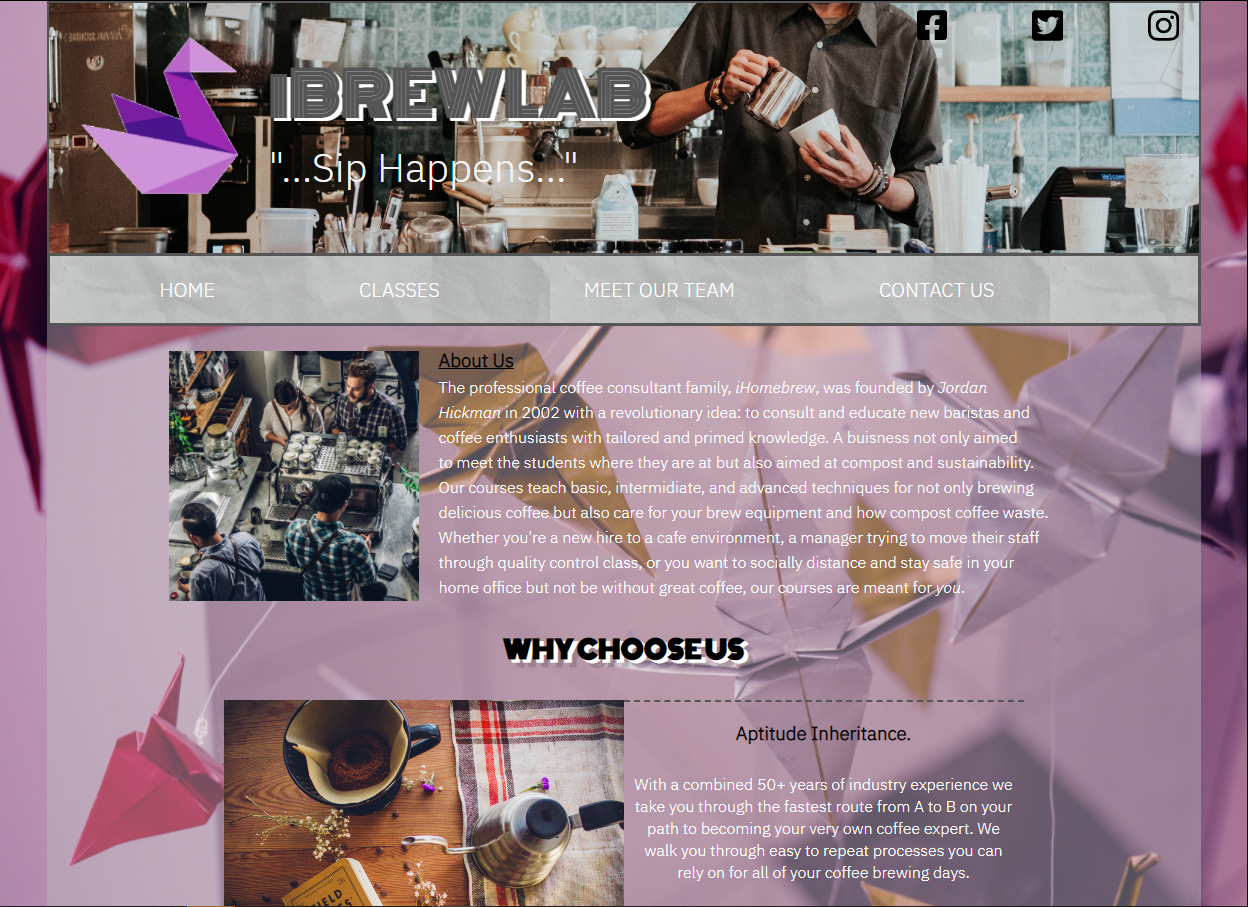 IBREWLAB
"...Sip Happens..."
Welcome
HOME CLASSES MEET OUR TEAM CONTACT US
About Us
The professional coffee consultant family, iHomebrew, was founded by Jordan
Hickman in 2002 with a revolutionary idea: to consult and educate new baristas and
coffee enthusiasts with tailored and primed knowledge. A buisness not only aimed
to meet the students where they are at but also aimed at compost and sustainability.
Our courses teach basic, intermidiate, and advanced techniques for not only brewing
delicious coffee but also care for your brew equipment and how compost coffee waste.
Whether you're a new hire to a cafe environment, a manager trying to move their staff
through quality control class, or you want to socially distance and stay safe in your
home office but not be without great coffee, our courses are meant for you.
WHY CHOOSE US
Aptitude Inheritance.
With a combined 50+ years of industry experience we
take you through the fastest route from A to B on your
path to becoming your very own coffee expert. We
walk you through easy to repeat processes you can
rely on for all of your coffee brewing days.
FIELD